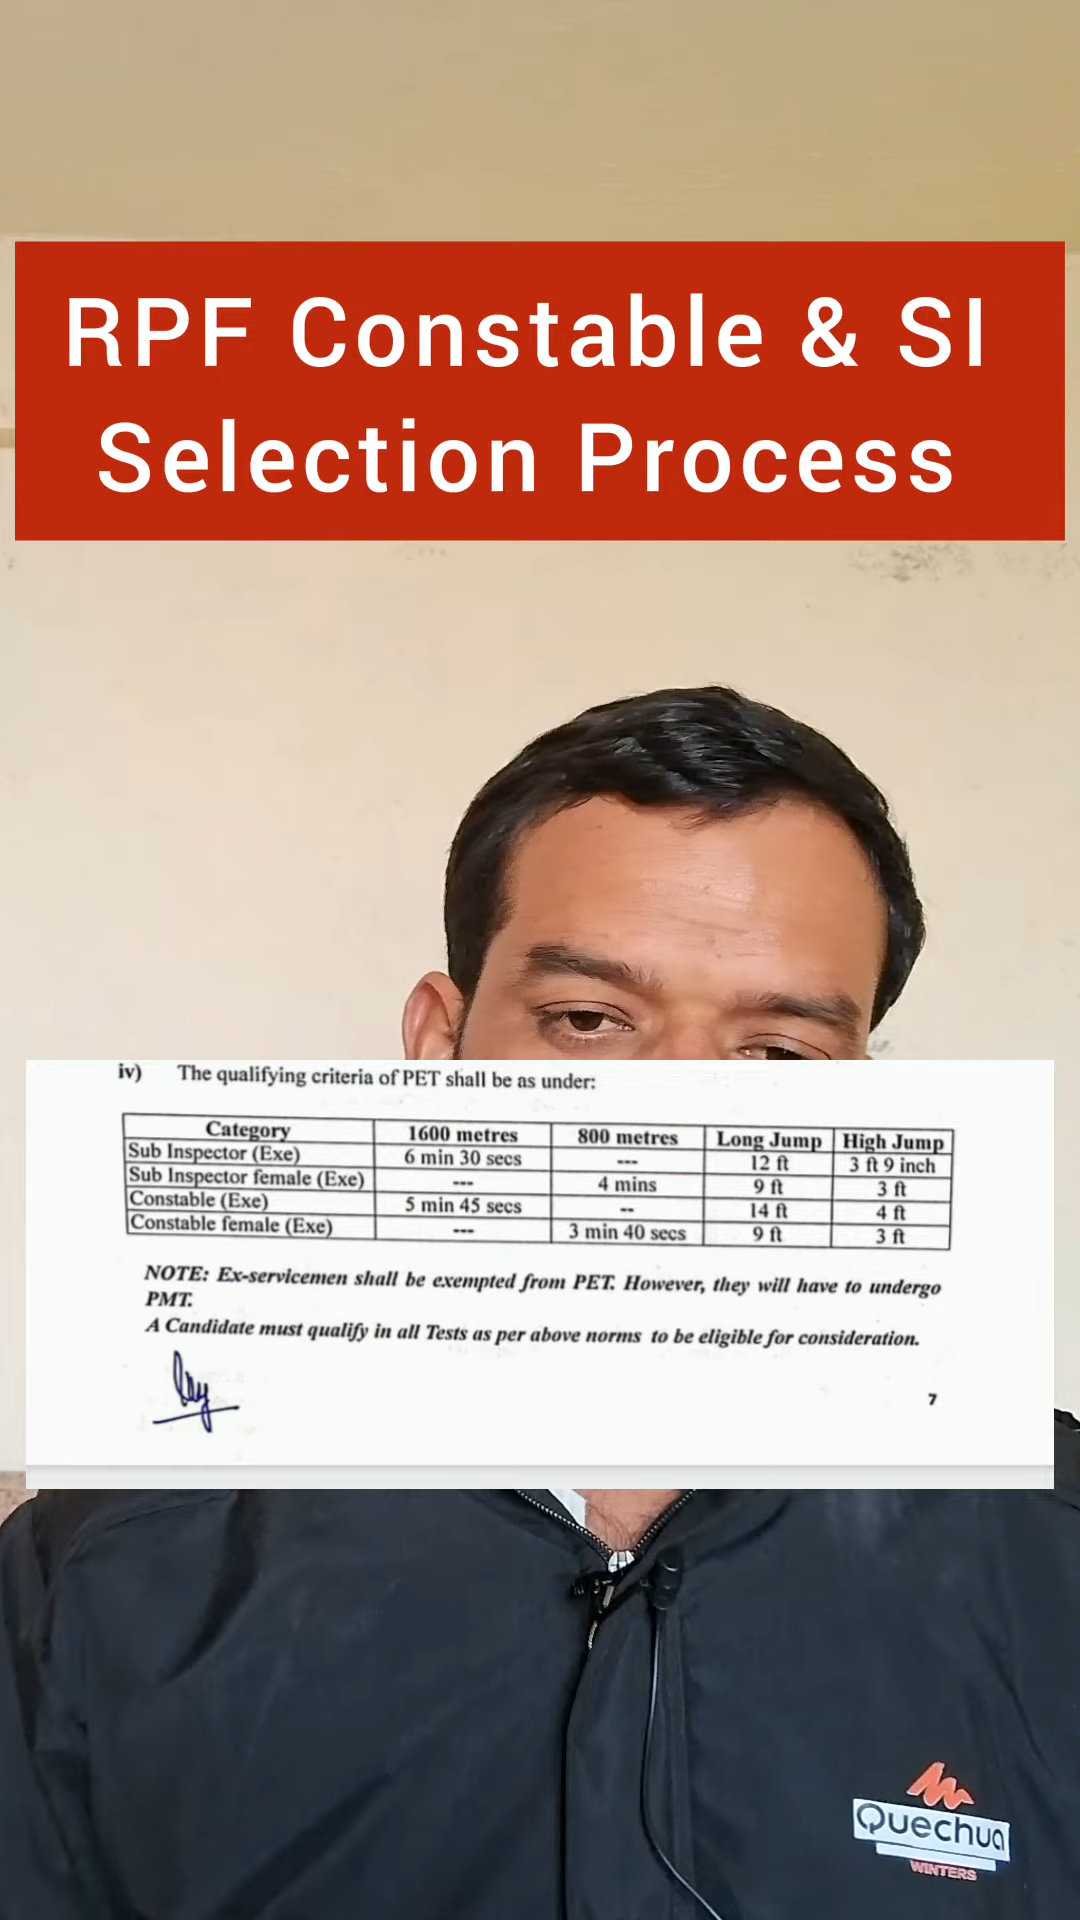 RPF Constable & SI
Selection Process
iv) The qualifying criteria of PET shall be as under:
Category 1600 metres 800 metres Long Jump High Jump
Sub Inspector (Exe) 6 min 30 secs --- 12 ft 3 ft 9 inch
Sub Inspector female (Exe) --- 4 mins 9 ft 3 ft
Constable (Exe) 5 min 45 secs -- 14 ft 4 ft
Constable female (Exe) --- 3 min 40 secs 9 ft 3 ft
NOTE: Ex-servicemen shall be exempted from PET. However, they will have to undergo
PMT.
A Candidate must qualify in all Tests as per above norms to be eligible for consideration.
7
Quechua
WINTERS